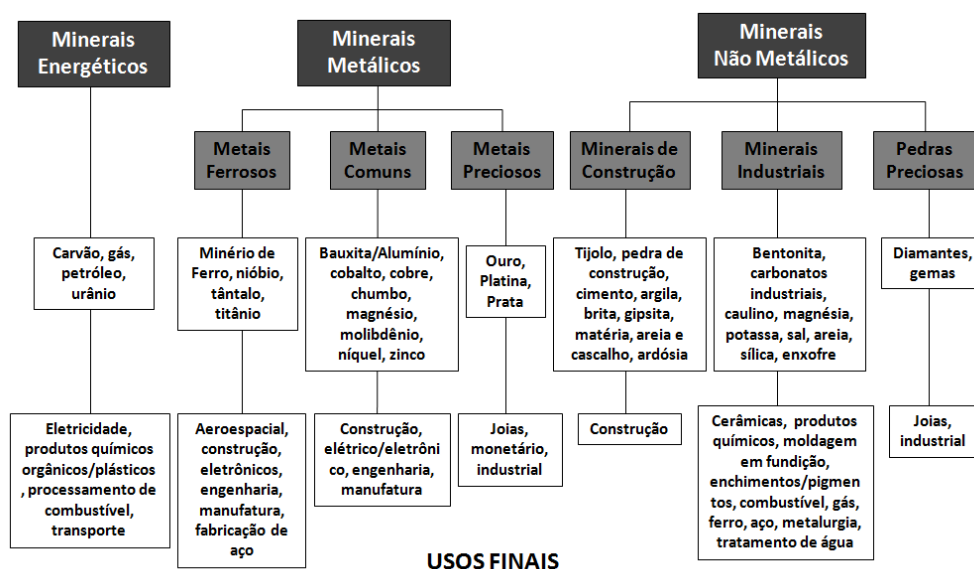 Minerais
Energéticos
Minerais
Metálicos
Minerais
Não Metálicos
Metais
Ferrosos
Metais
Comuns
Metais
Preciosos
Minerais de
Construção
Minerais
Industriais
Pedras
Preciosas
Carvão, gás,
petróleo,
urânio
Minério de
Ferro, nióbio,
tântalo,
titênio
Bauxita/Alumínio,
cobalto, cobre,
chumbo,
magnésio,
molibdênio,
níquel, zinco
Ouro,
Platina,
Prata
Tijolo, pedra de
construção,
cimento, argila,
brita, gipsita,
matéria, areia e
cascalho, ardósia
Bentonita,
carbonatos
industriais,
caulino, magnésia,
potassa, sal, areia,
sílica, enxofre
Diamantes,
gemas
Eletricidade,
produtos químicos
orgânicos/plásticos
, processamento de
combustível,
transporte
Aeroespacial,
construção,
eletrônicos,
engenharia,
manufatura,
fabricação de
aço
Construção,
elétrico/eletrôni
co, engenharia,
manufatura
Joias,
monetário,
industrial
Construção
Cerâmicas, produtos
químicos, moldagem
em fundição,
enchimentos/pigme
ntos, combustível, gás,
ferro, aço, metalurgia,
tratamento de água
Joias,
industrial
USOS FINAIS